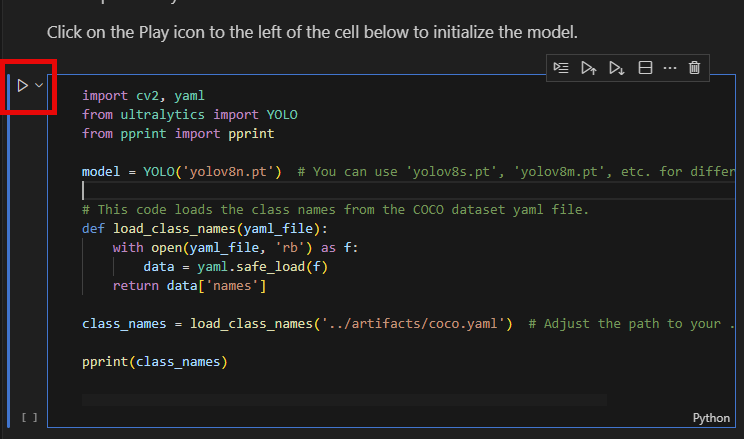 Click on the Play icon to the left of the cell below to initialize the model.
import cv2, yaml
from ultralytics import YOLO
from pprint import pprint
model = YOLO('yolov8n.pt')  # You can use 'yolov8s.pt', 'yolov8m.pt', etc. for differ
# This code loads the class names from the COCO dataset yaml file.
def load_class_names(yaml_file):
    with open(yaml_file, 'rb') as f:
        data = yaml.safe_load(f)
    return data['names']
class_names = load_class_names('../artifacts/coco.yaml')  # Adjust the path to your .
pprint(class_names)
[ ]
Python